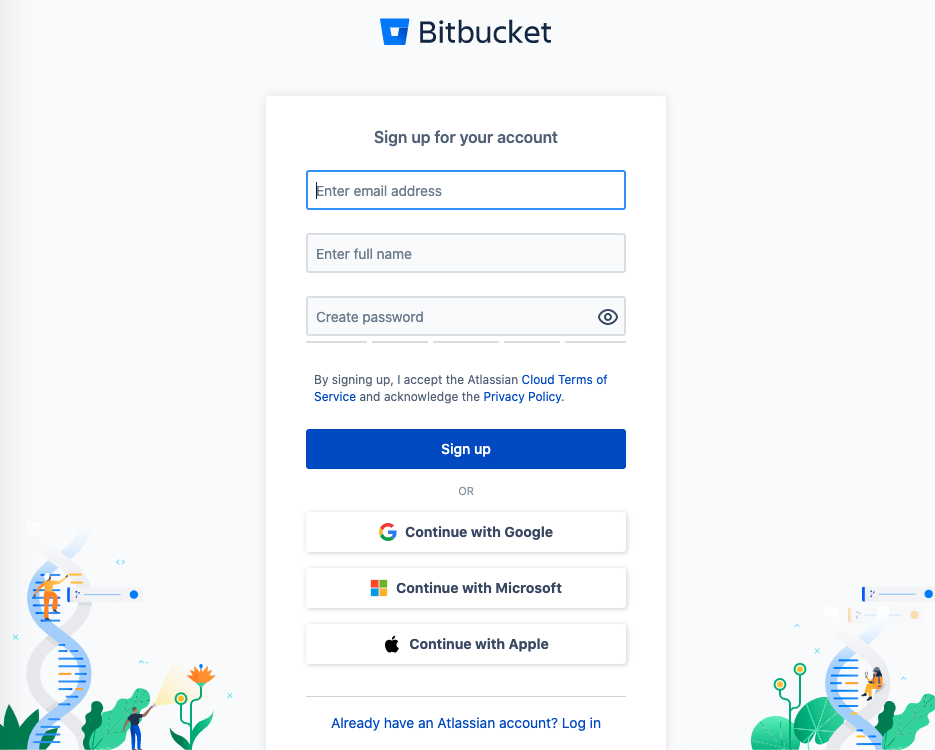 Bitbucket
Sign up for your account
Enter email address
Enter full name
Create password
By signing up, I accept the Atlassian Cloud Terms of
Service and acknowledge the Privacy Policy.
Sign up
OR
Continue with Google
Continue with Microsoft
Continue with Apple
Already have an Atlassian account? Log in